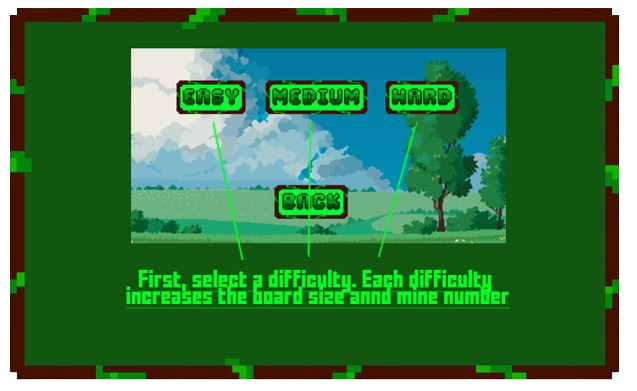 EASY MEDIUM HARD
BACK
First, select a difficulty. Each difficulty
increases the board size annd mine number